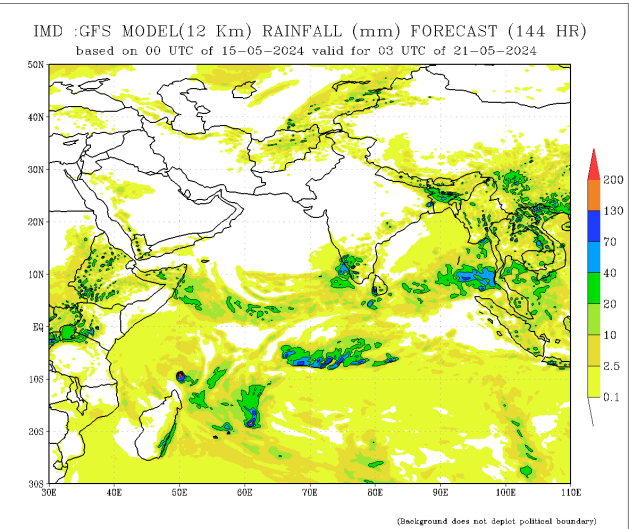 IMD :GFS MODEL(12 Km) RAINFALL (mm) FORECAST (144 HR)
based on 00 UTC of 15-05-2024 valid for 03 UTC of 21-05-2024
50N
40N
30N
20N
10N
EQ
10S
20S
30S
30E 40E 50E 60E 70E 80E 90E 100E 110E
200
130
70
40
20
10
2.5
0.1
(Background does not depict political boundary)